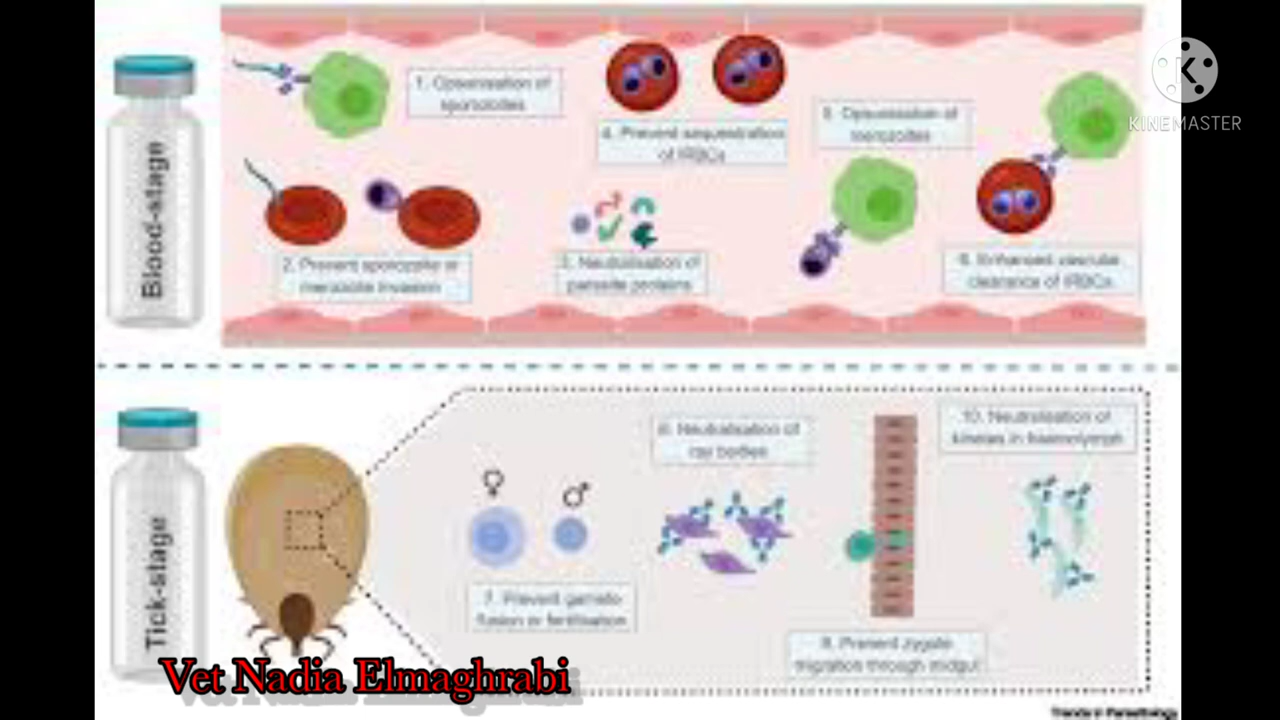 Blood-stage
1. Opsonisation of
sporozoites
2. Prevent sporozoite or
merozoite invasion
3. Neutralisation of
parasite proteins
4. Prevent sequestration
of iRBCs
5. Opsonisation of
merozoites
6. Enhanced vascular
clearance of iRBCs
KINEMASTER
Tick-stage
7. Prevent gamete
fusion or fertilisation
8. Neutralisation of
ray bodies
9. Prevent zygote
migration through midgut
10. Neutralisation of
kinetes in haemolymph
Vet Nadia Elmaghrabi
Trends in Parasitology